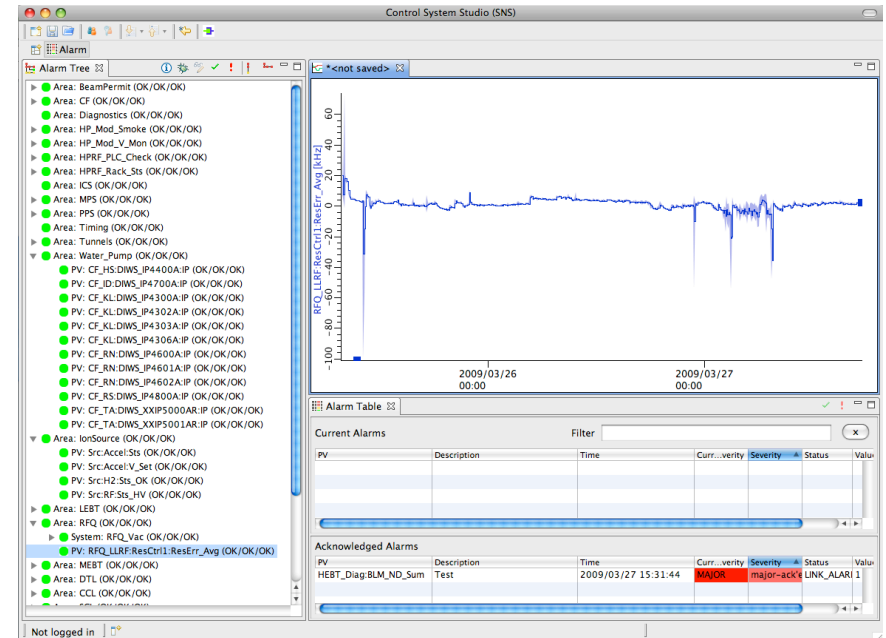 Control System Studio (SNS)
Alarm
Alarm Tree
Area: BeamPermit (OK/OK/OK)
Area: CF (OK/OK/OK)
Area: Diagnostics (OK/OK/OK)
Area: HP_Mod_Smoke (OK/OK/OK)
Area: HP_Mod_V_Mon (OK/OK/OK)
Area: HPRF_PLC_Check (OK/OK/OK)
Area: HPRF_Rack_Sts (OK/OK/OK)
Area: ICS (OK/OK/OK)
Area: MPS (OK/OK/OK)
Area: PPS (OK/OK/OK)
Area: Timing (OK/OK/OK)
Area: Tunnels (OK/OK/OK)
Area: Water_Pump (OK/OK/OK)
PV: CF_HS:DIWS_IP4400A:IP (OK/OK/OK)
PV: CF_ID:DIWS_IP4700A:IP (OK/OK/OK)
PV: CF_KL:DIWS_IP4300A:IP (OK/OK/OK)
PV: CF_KL:DIWS_IP4302A:IP (OK/OK/OK)
PV: CF_KL:DIWS_IP4303A:IP (OK/OK/OK)
PV: CF_KL:DIWS_IP4306A:IP (OK/OK/OK)
PV: CF_RN:DIWS_IP4600A:IP (OK/OK/OK)
PV: CF_RN:DIWS_IP4601A:IP (OK/OK/OK)
PV: CF_RN:DIWS_IP4602A:IP (OK/OK/OK)
PV: CF_RS:DIWS_IP4800A:IP (OK/OK/OK)
PV: CF_TA:DIWS_XXIP5000AR:IP (OK/OK/OK)
PV: CF_TA:DIWS_XXIP5001AR:IP (OK/OK/OK)
Area: IonSource (OK/OK/OK)
PV: Src:Accel:Sts (OK/OK/OK)
PV: Src:Accel:V_Set (OK/OK/OK)
PV: Src:H2:Sts_OK (OK/OK/OK)
PV: Src:RF:Sts_HV (OK/OK/OK)
Area: LEBT (OK/OK/OK)
Area: RFQ (OK/OK/OK)
System: RFQ_Vac (OK/OK/OK)
PV: RFQ_LLRF:ResCtrl1:ResErr_Avg (OK/OK/OK)
Area: MEBT (OK/OK/OK)
Area: DTL (OK/OK/OK)
Area: CCL (OK/OK/OK)
*<not saved>
RFQ_LLRF:ResCtrl1:ResErr_Avg [kHz]
60
40
20
0
-20
-40
-60
-80
-100
2009/03/26 2009/03/27
00:00 00:00
Alarm Table
Current Alarms Filter x
PV Description Time Curr...verity Severity Status Valu
Acknowledged Alarms
PV Description Time Curr...verity Severity Status Valu
HEBT_Diag:BLM_ND_Sum Test 2009/03/27 15:31:44 MAJOR major-ack'e LINK_ALARI 1
Not logged in